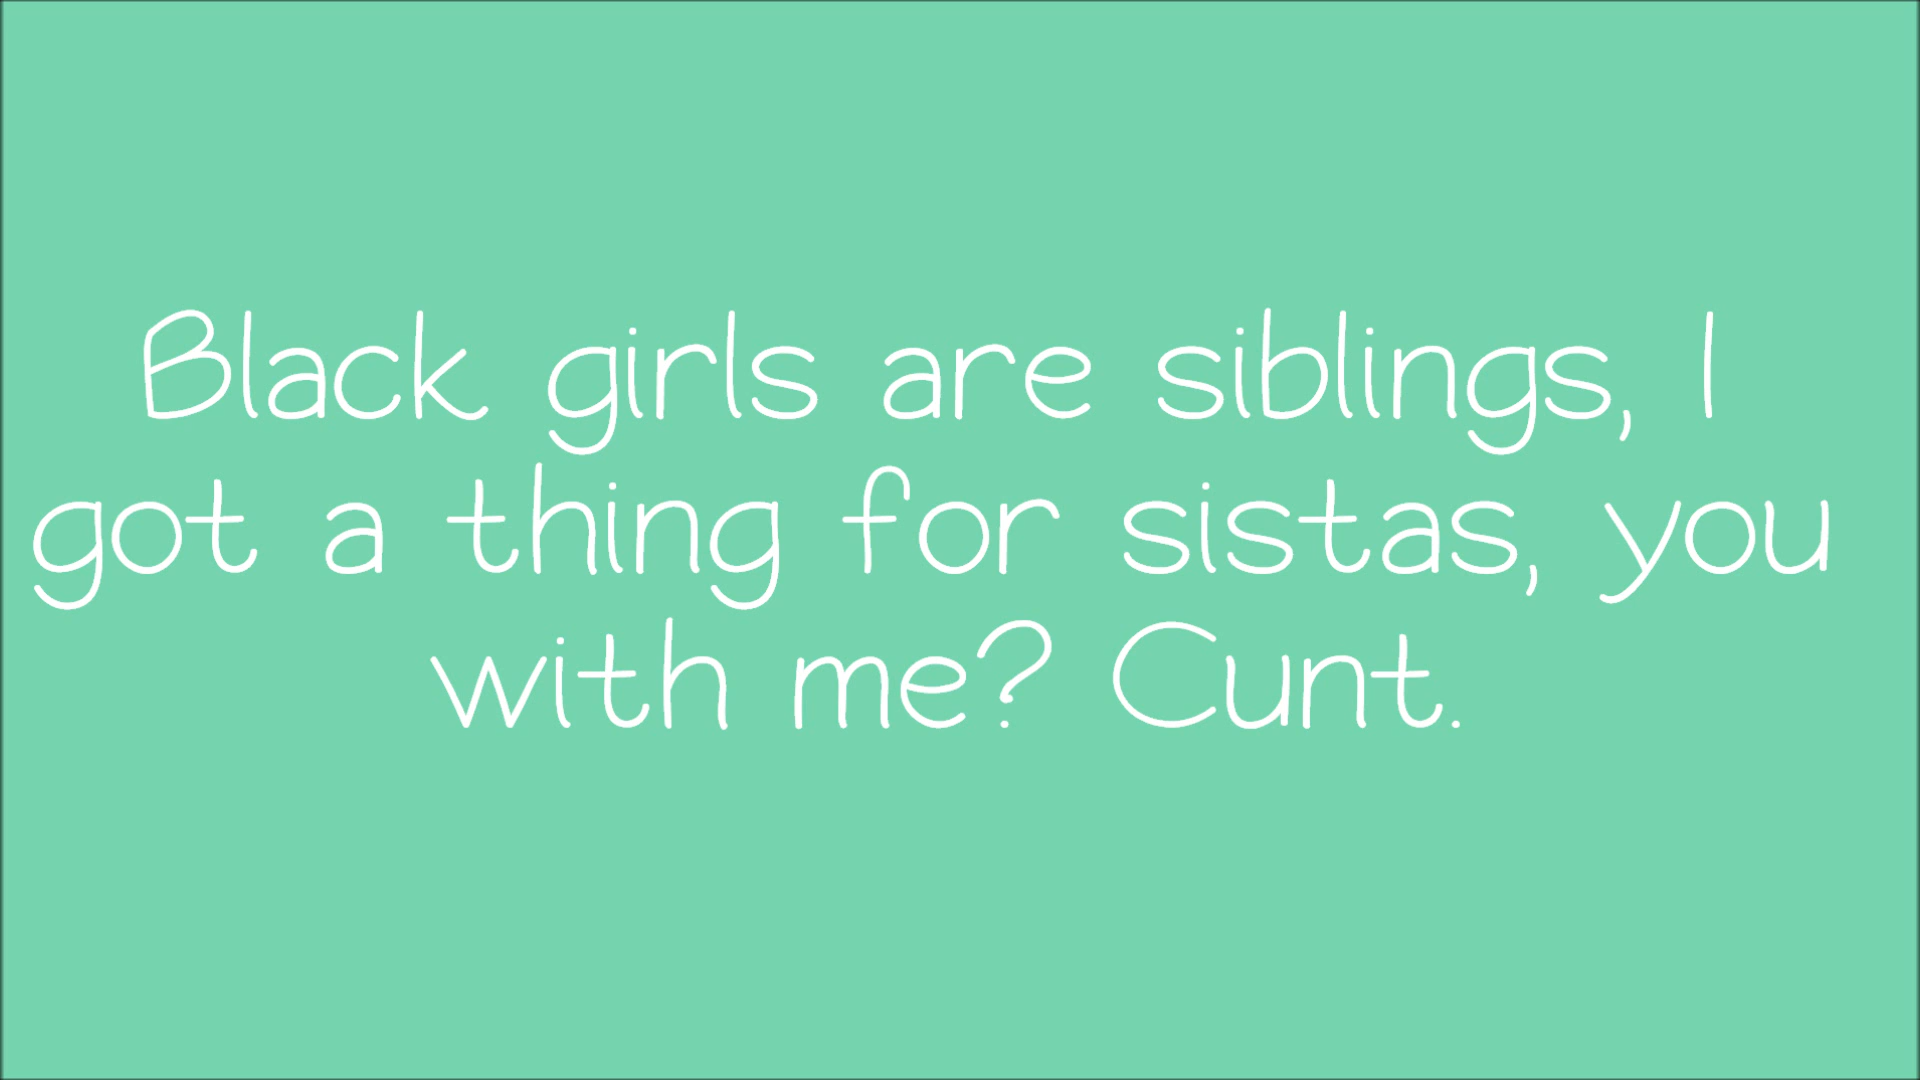 Black girls are siblings, I
got a thing for sistas, you
with me? Cunt.